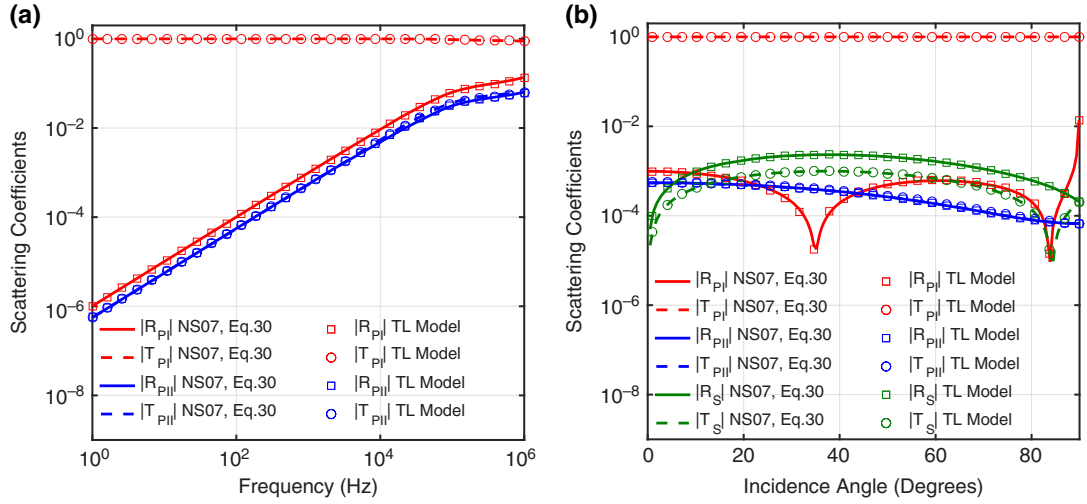 (a)
10^0
10^-2
10^-4
10^-6
10^-8
Scattering Coefficients
|R_PI| NS07, Eq.30
|T_PI| NS07, Eq.30
|R_PII| NS07, Eq.30
|T_PII| NS07, Eq.30
|R_PI| TL Model
|T_PI| TL Model
|R_PII| TL Model
|T_PII| TL Model
10^0
10^2
10^4
10^6
Frequency (Hz)
(b)
10^0
10^-2
10^-4
10^-6
10^-8
Scattering Coefficients
|R_PI| NS07, Eq.30
|T_PI| NS07, Eq.30
|R_PII| NS07, Eq.30
|T_PII| NS07, Eq.30
|R_S| NS07, Eq.30
|T_S| NS07, Eq.30
|R_PI| TL Model
|T_PI| TL Model
|R_PII| TL Model
|T_PII| TL Model
|R_S| TL Model
|T_S| TL Model
0
20
40
60
80
Incidence Angle (Degrees)